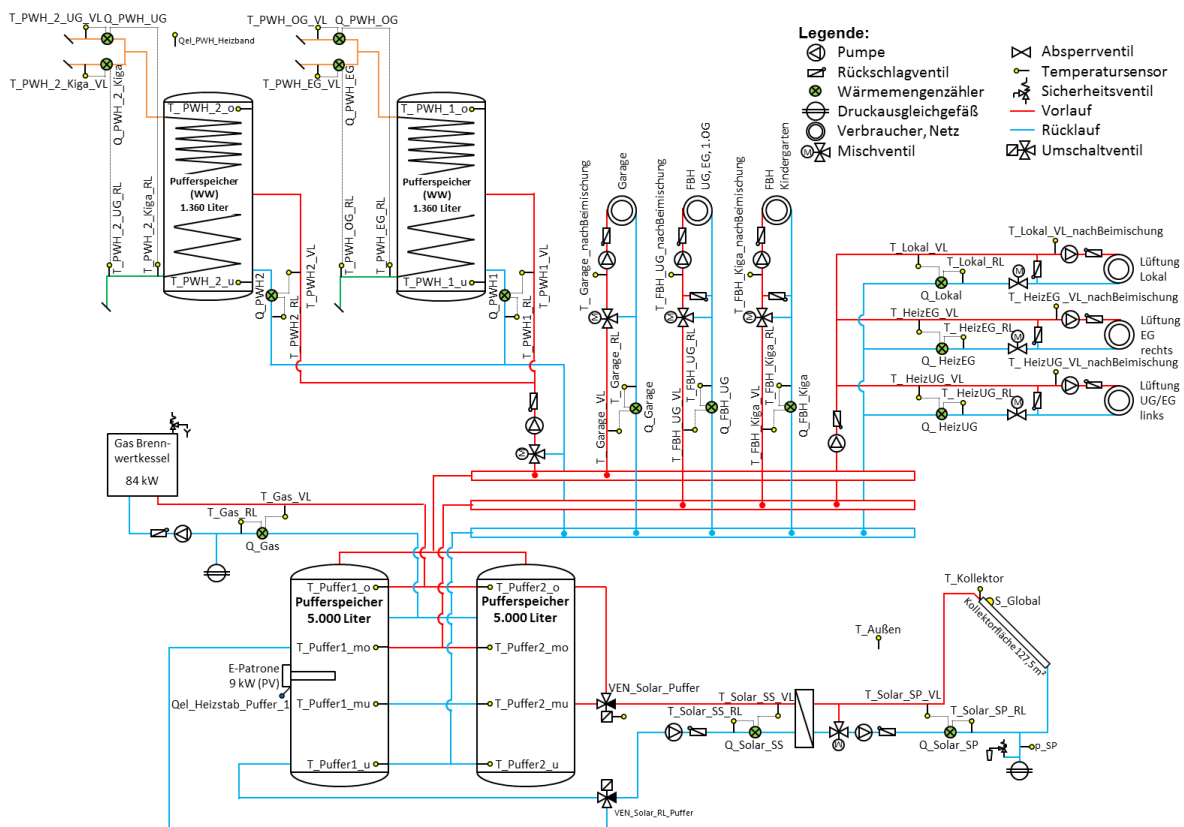 T_PWH_2_UG_VL
Q_PWH_UG
Qel_PWH_Heizband
T_PWH_2_Kiga_VL
Q_PWH_2_Kiga
T_PWH_2_UG_RL
T_PWH_2_Kiga_RL
T_PWH_2_o
Pufferspeicher
(WW)
1.360 Liter
T_PWH_2_u
Q_PWH2
T_PWH2_VL
T_PWH2_RL
T_PWH_OG_VL
Q_PWH_OG
T_PWH_EG_VL
Q_PWH_EG
T_PWH_OG_RL
T_PWH_EG_RL
T_PWH_1_o
Pufferspeicher
(WW)
1.360 Liter
T_PWH_1_u
Q_PWH1
T_PWH1_VL
T_PWH1_RL
M
Legende:
Pumpe
Rückschlagventil
Wärmemengenzähler
Druckausgleichgefäß
Verbraucher, Netz
M
Mischventil
Absperrventil
Temperatursensor
Sicherheitsventil
Vorlauf
Rücklauf
Umschaltventil
Garage
T_Garage_nachBeimischung
M
T_Garage_RL
T_Garage_VL
Q_Garage
FBH
UG, EG, 1.OG
T_FBH_UG_nachBeimischung
M
T_FBH_UG_RL
T_FBH_UG_VL
Q_FBH_UG
FBH
Kindergarten
T_FBH_Kiga_nachBeimischung
M
T_FBH_Kiga_RL
T_FBH_Kiga_VL
Q_FBH_Kiga
T_Lokal_VL_nachBeimischung
T_Lokal_VL
T_Lokal_RL
M
Q_Lokal
Lüftung
Lokal
T_HeizEG_VL_nachBeimischung
T_HeizEG_VL
T_HeizEG_RL
M
Q_HeizEG
Lüftung
EG
rechts
T_HeizUG_VL_nachBeimischung
T_HeizUG_VL
T_HeizUG_RL
M
Q_HeizUG
Lüftung
UG/EG
links
Gas Brenn-
wertkessel
84 kW
T_Gas_VL
T_Gas_RL
Q_Gas
T_Puffer1_o
Pufferspeicher
5.000 Liter
T_Puffer1_mo
E-Patrone
9 kW (PV)
Qel_Heizstab_Puffer_1
T_Puffer1_mu
T_Puffer1_u
T_Puffer2_o
Pufferspeicher
5.000 Liter
T_Puffer2_mo
T_Puffer2_mu
T_Puffer2_u
VEN_Solar_Puffer
VEN_Solar_RL_Puffer
T_Solar_SS_VL
T_Solar_SS_RL
Q_Solar_SS
M
T_Außen
T_Solar_SP_VL
T_Solar_SP_RL
Q_Solar_SP
p_SP
T_Kollektor
S_Global
Kollektorfläche 127,5 m²